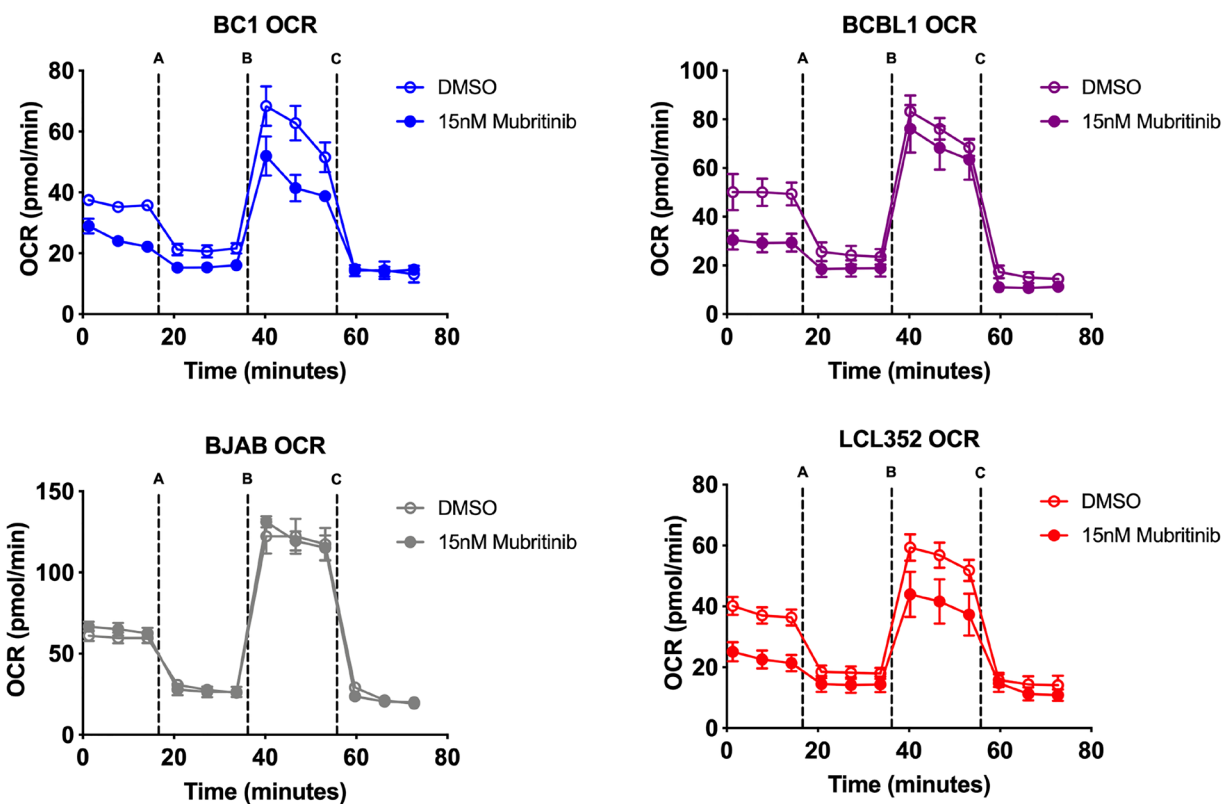 BC1 OCR
A B C
80
60
40
20
0
OCR (pmol/min)
0 20 40 60 80
Time (minutes)
DMSO
15nM Mubritinib
BCBL1 OCR
A B C
100
80
60
40
20
0
OCR (pmol/min)
0 20 40 60 80
Time (minutes)
DMSO
15nM Mubritinib
BJAB OCR
A B C
150
100
50
0
OCR (pmol/min)
0 20 40 60 80
Time (minutes)
DMSO
15nM Mubritinib
LCL352 OCR
A B C
80
60
40
20
0
OCR (pmol/min)
0 20 40 60 80
Time (minutes)
DMSO
15nM Mubritinib